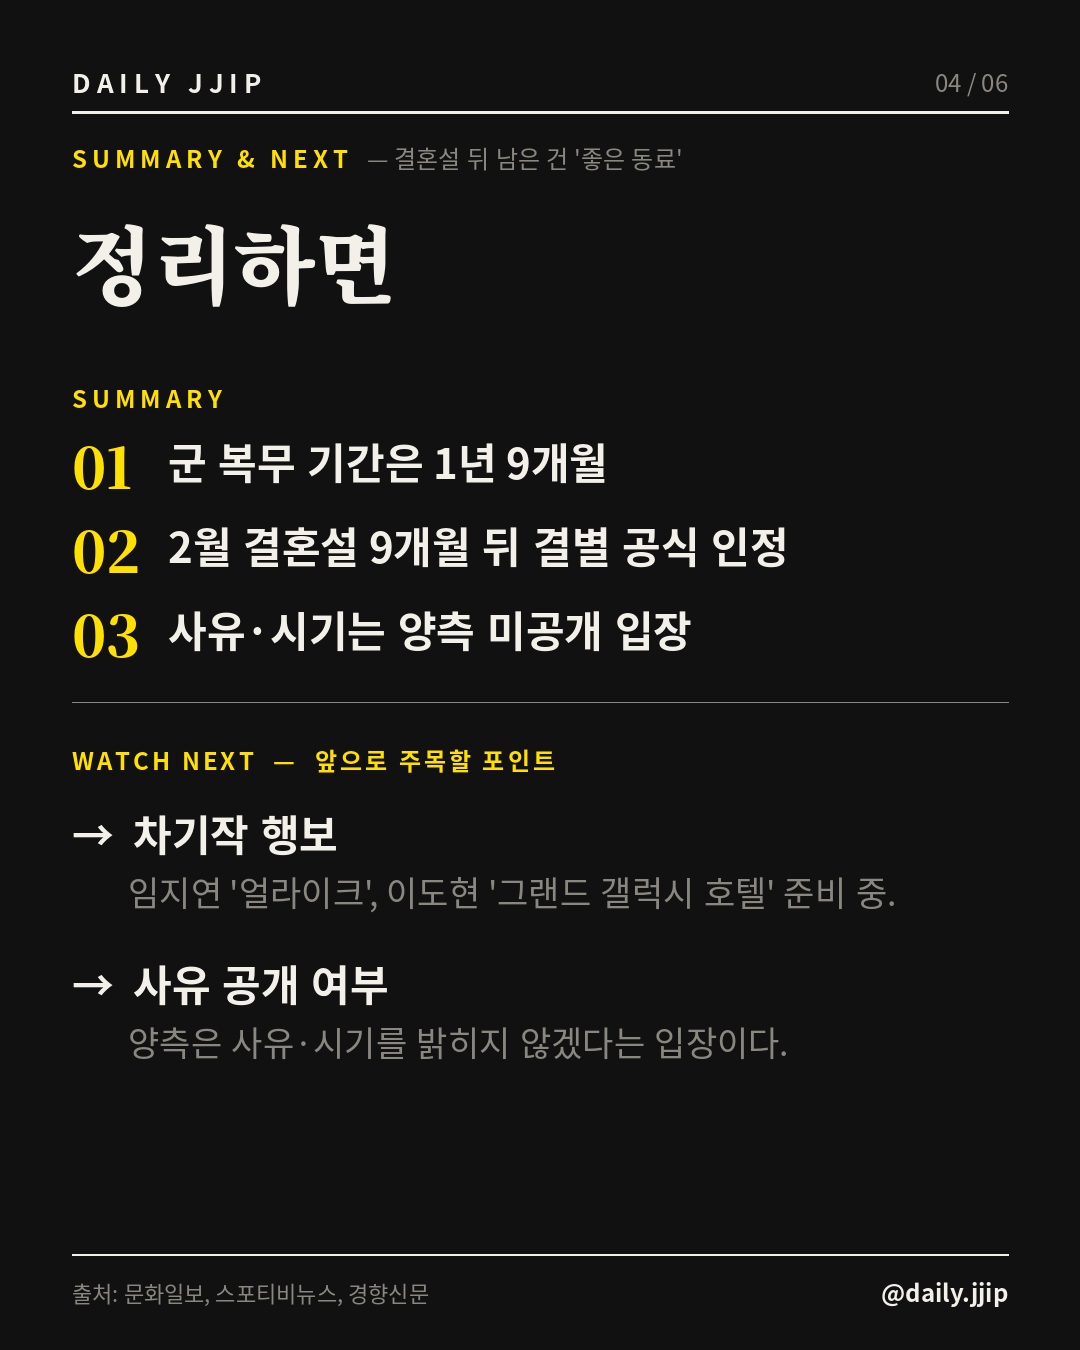 DAILY JJIP
04 / 06
SUMMARY & NEXT — 결혼설 뒤 남은 건 '좋은 동료'
정리하면
SUMMARY
01 군 복무 기간은 1년 9개월
02 2월 결혼설 9개월 뒤 결별 공식 인정
03 사유·시기는 양측 미공개 입장
WATCH NEXT — 앞으로 주목할 포인트
→ 차기작 행보
임지연 '얼라이크', 이도현 '그랜드 갤럭시 호텔' 준비 중.
→ 사유 공개 여부
양측은 사유·시기를 밝히지 않겠다는 입장이다.
출처: 문화일보, 스포티비뉴스, 경향신문
@daily.jjip